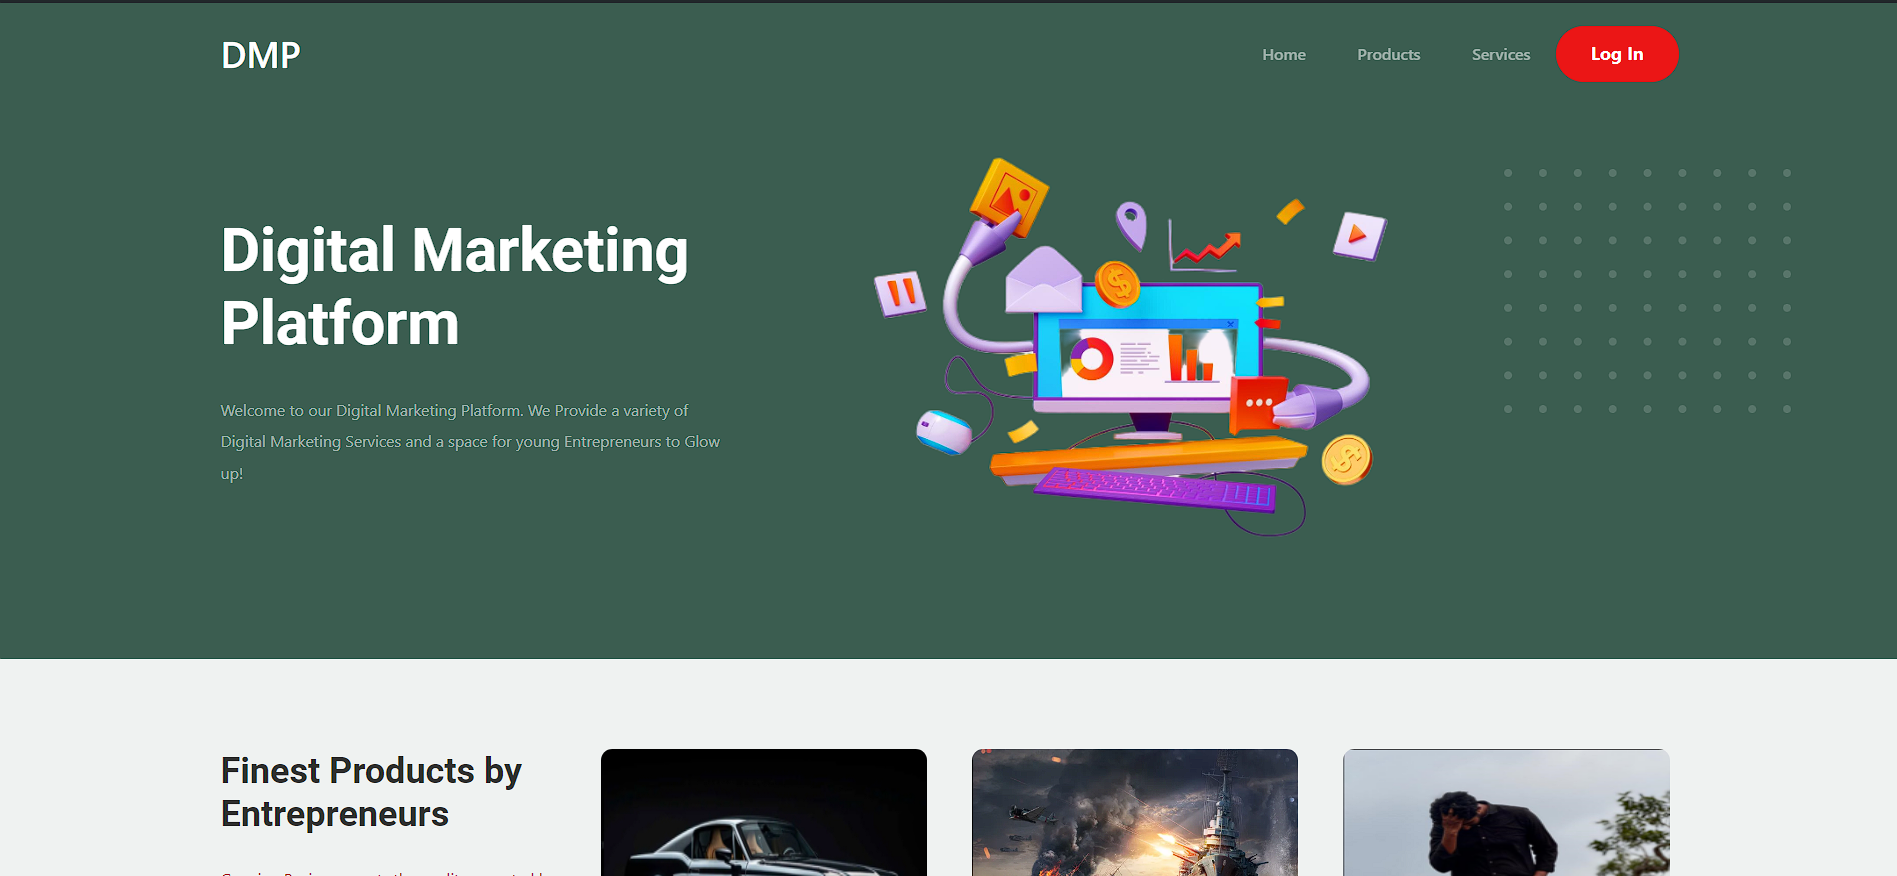 DMP
Home
Products
Services
Log In
Digital Marketing
Platform
Welcome to our Digital Marketing Platform. We Provide a variety of
Digital Marketing Services and a space for young Entrepreneurs to Glow
up!
Finest Products by
Entrepreneurs